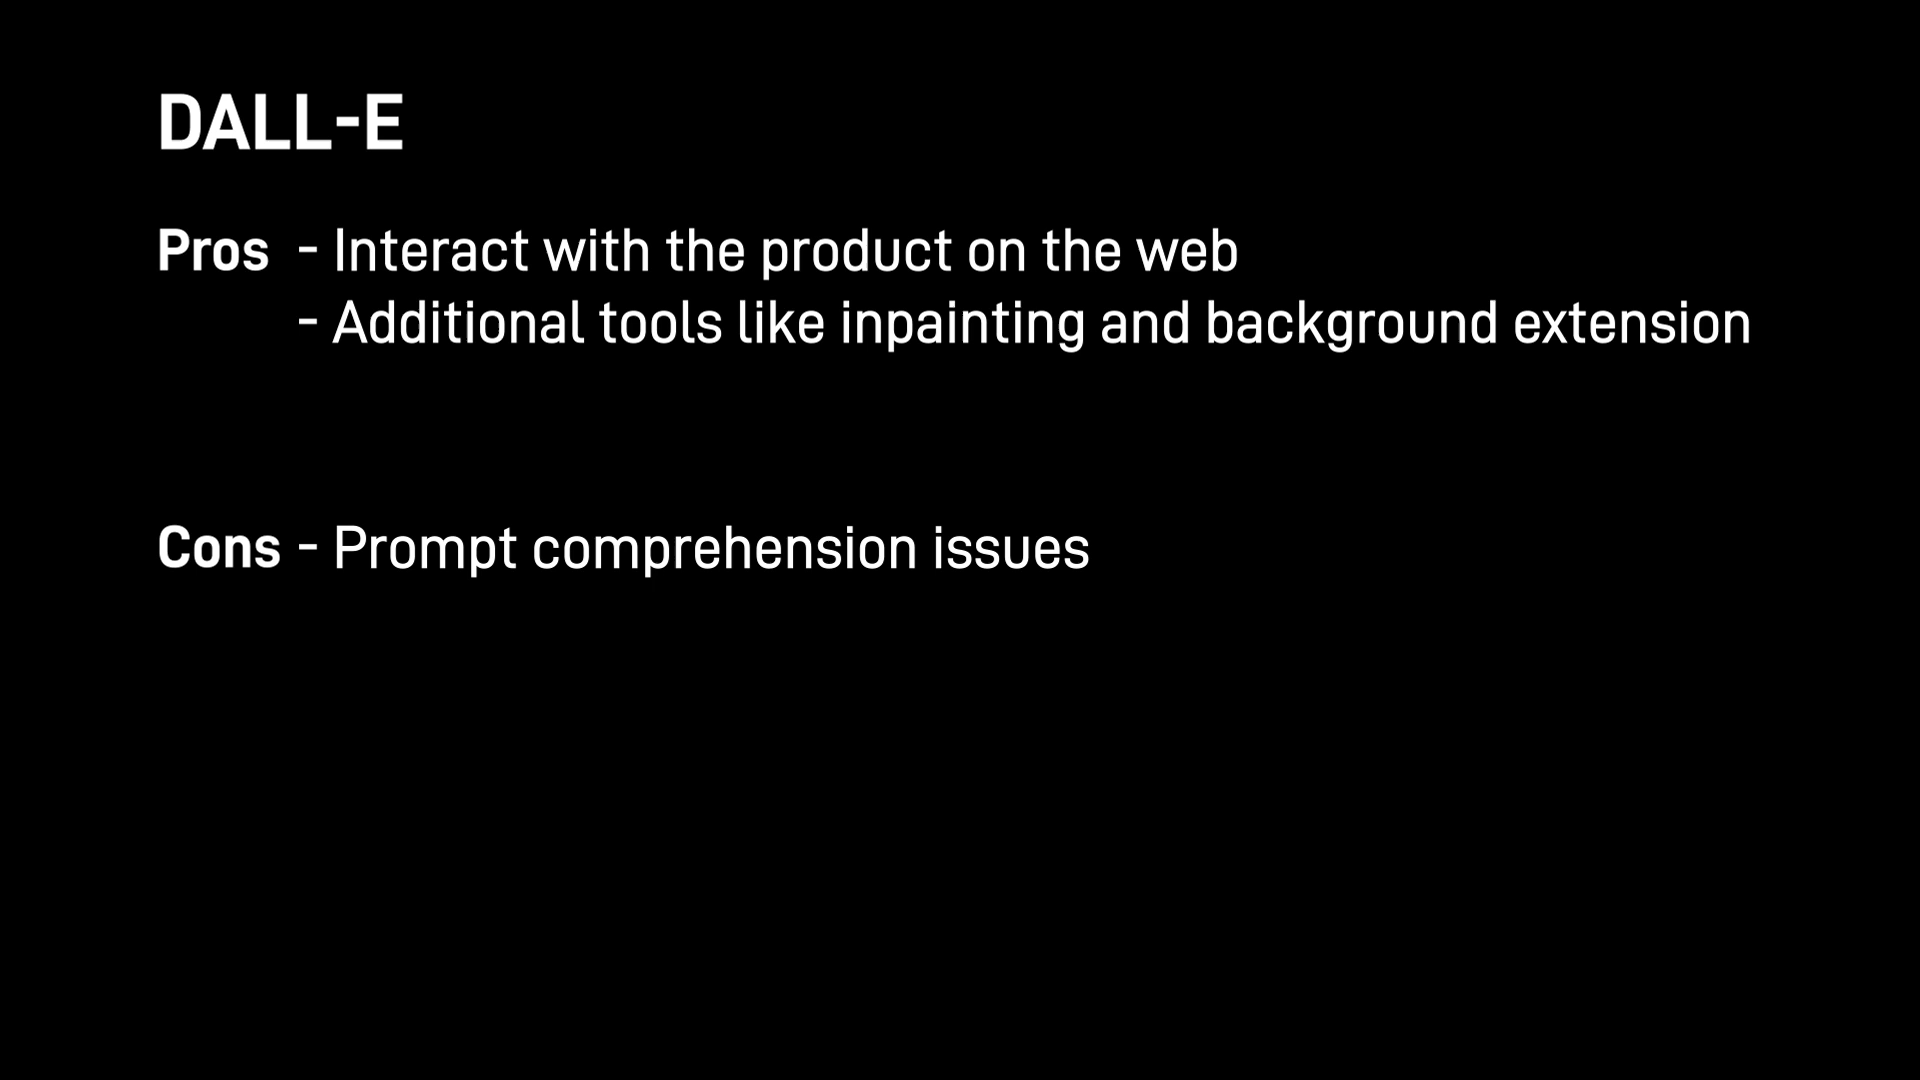 DALL-E
Pros - Interact with the product on the web
- Additional tools like inpainting and background extension
Cons - Prompt comprehension issues